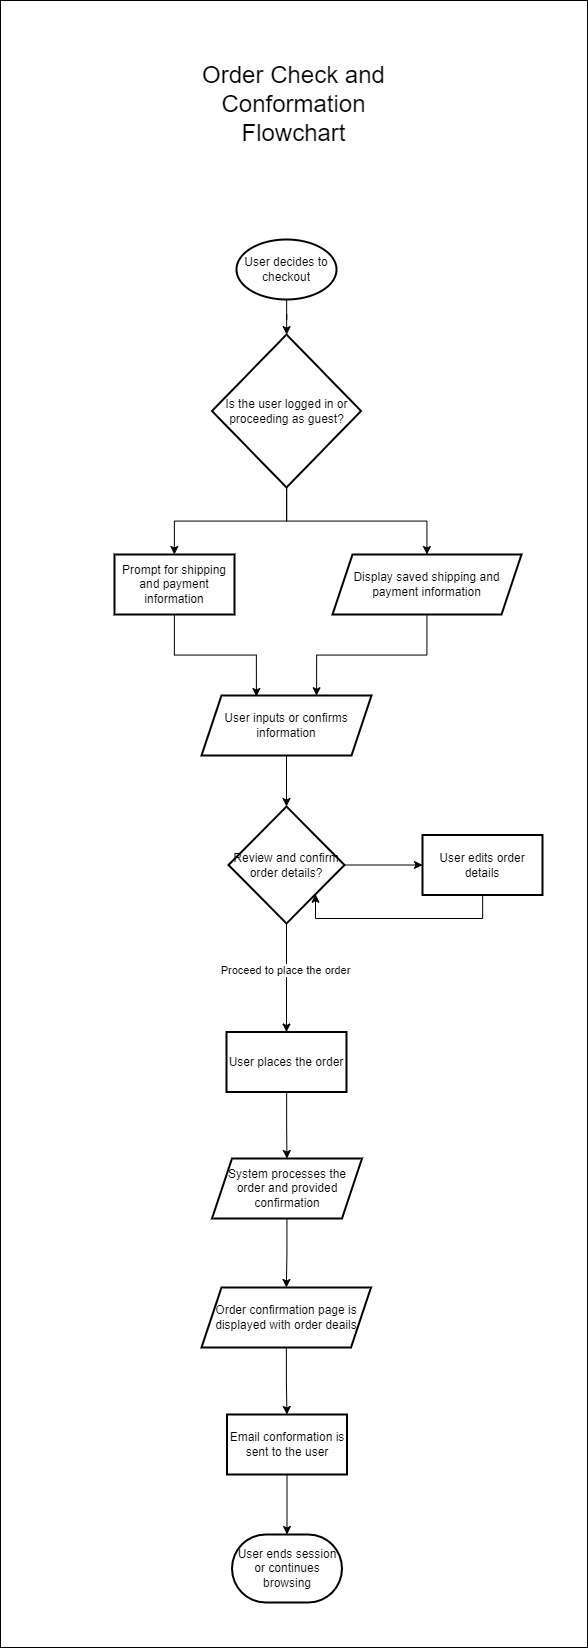 Order Check and
Conformation
Flowchart
User decides to
checkout
Is the user logged in or
proceeding as guest?
Prompt for shipping
and payment
information
Display saved shipping and
payment information
User inputs or confirms
information
Review and confirm
order details?
User edits order
details
Proceed to place the order
User places the order
System processes the
order and provided
confirmation
Order confirmation page is
displayed with order deails
Email conformation is
sent to the user
User ends session
or continues
browsing